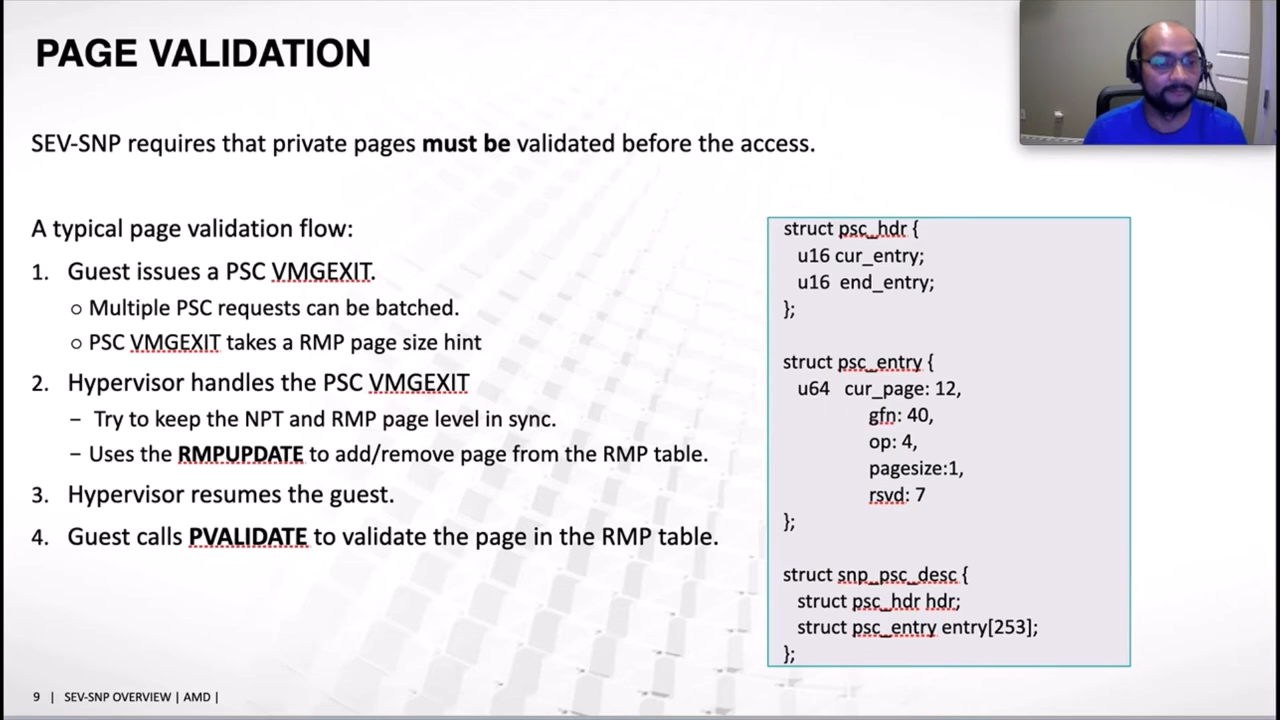 PAGE VALIDATION
SEV-SNP requires that private pages must be validated before the access.
A typical page validation flow:
1. Guest issues a PSC VMGEXIT.
○ Multiple PSC requests can be batched.
○ PSC VMGEXIT takes a RMP page size hint
2. Hypervisor handles the PSC VMGEXIT
– Try to keep the NPT and RMP page level in sync.
– Uses the RMPUPDATE to add/remove page from the RMP table.
3. Hypervisor resumes the guest.
4. Guest calls PVALIDATE to validate the page in the RMP table.
struct psc_hdr {
u16 cur_entry;
u16 end_entry;
};
struct psc_entry {
u64 cur_page: 12,
gfn: 40,
op: 4,
pagesize:1,
rsvd: 7
};
struct snp_psc_desc {
struct psc_hdr hdr;
struct psc_entry entry[253];
};
9 | SEV-SNP OVERVIEW | AMD |